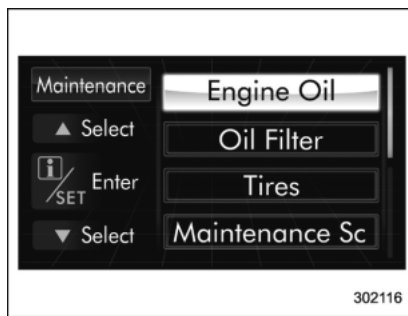 Maintenance
▲ Select
i/SET Enter
▼ Select
Engine Oil
Oil Filter
Tires
Maintenance Sc
302116